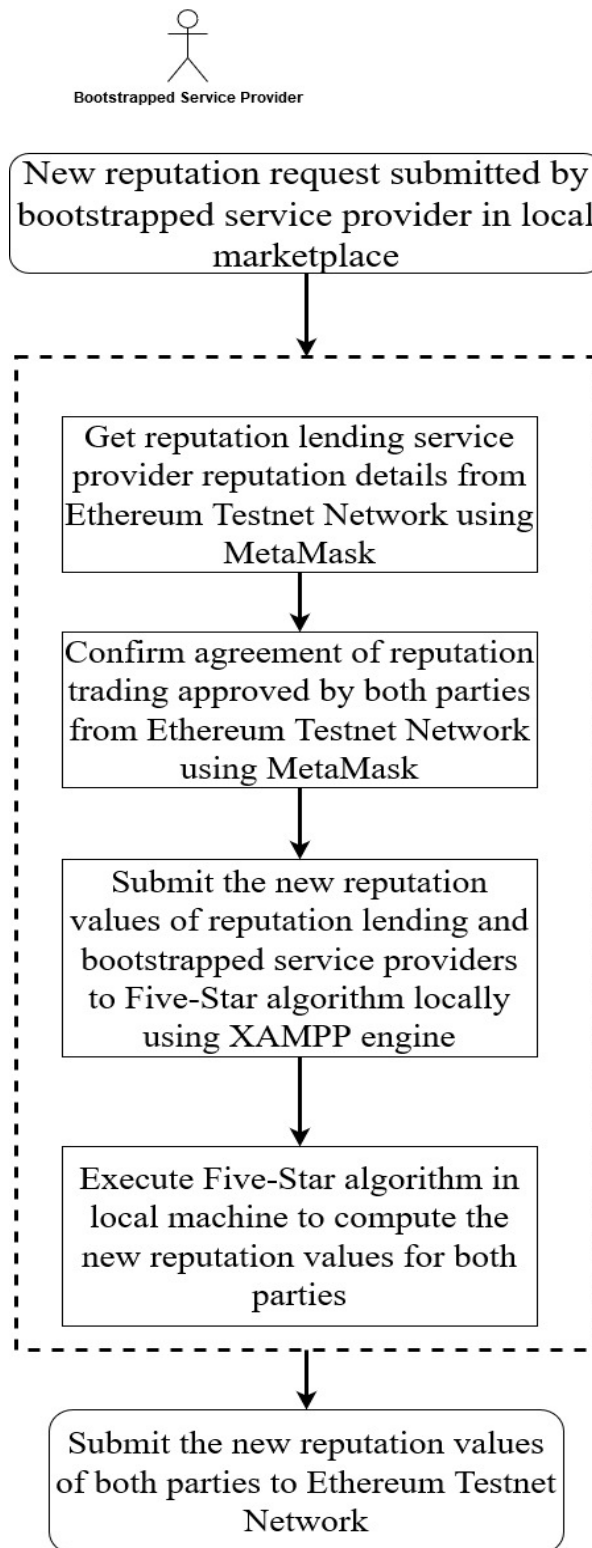 Bootstrapped Service Provider
New reputation request submitted by
bootstrapped service provider in local
marketplace
Get reputation lending service
provider reputation details from
Ethereum Testnet Network using
MetaMask
Confirm agreement of reputation
trading approved by both parties
from Ethereum Testnet Network
using MetaMask
Submit the new reputation
values of reputation lending and
bootstrapped service providers
to Five-Star algorithm locally
using XAMPP engine
Execute Five-Star algorithm in
local machine to compute the
new reputation values for both
parties
Submit the new reputation values
of both parties to Ethereum Testnet
Network